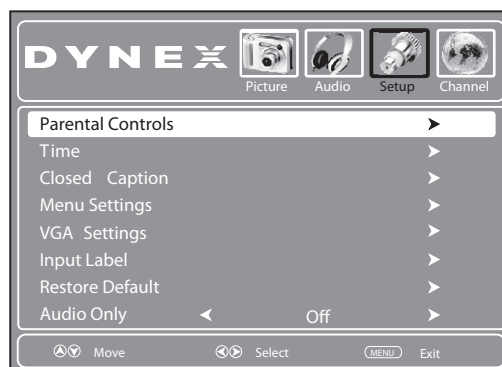 DYNEX
Picture Audio Setup Channel
Parental Controls
Time
Closed Caption
Menu Settings
VGA Settings
Input Label
Restore Default
Audio Only Off
Move Select MENU Exit